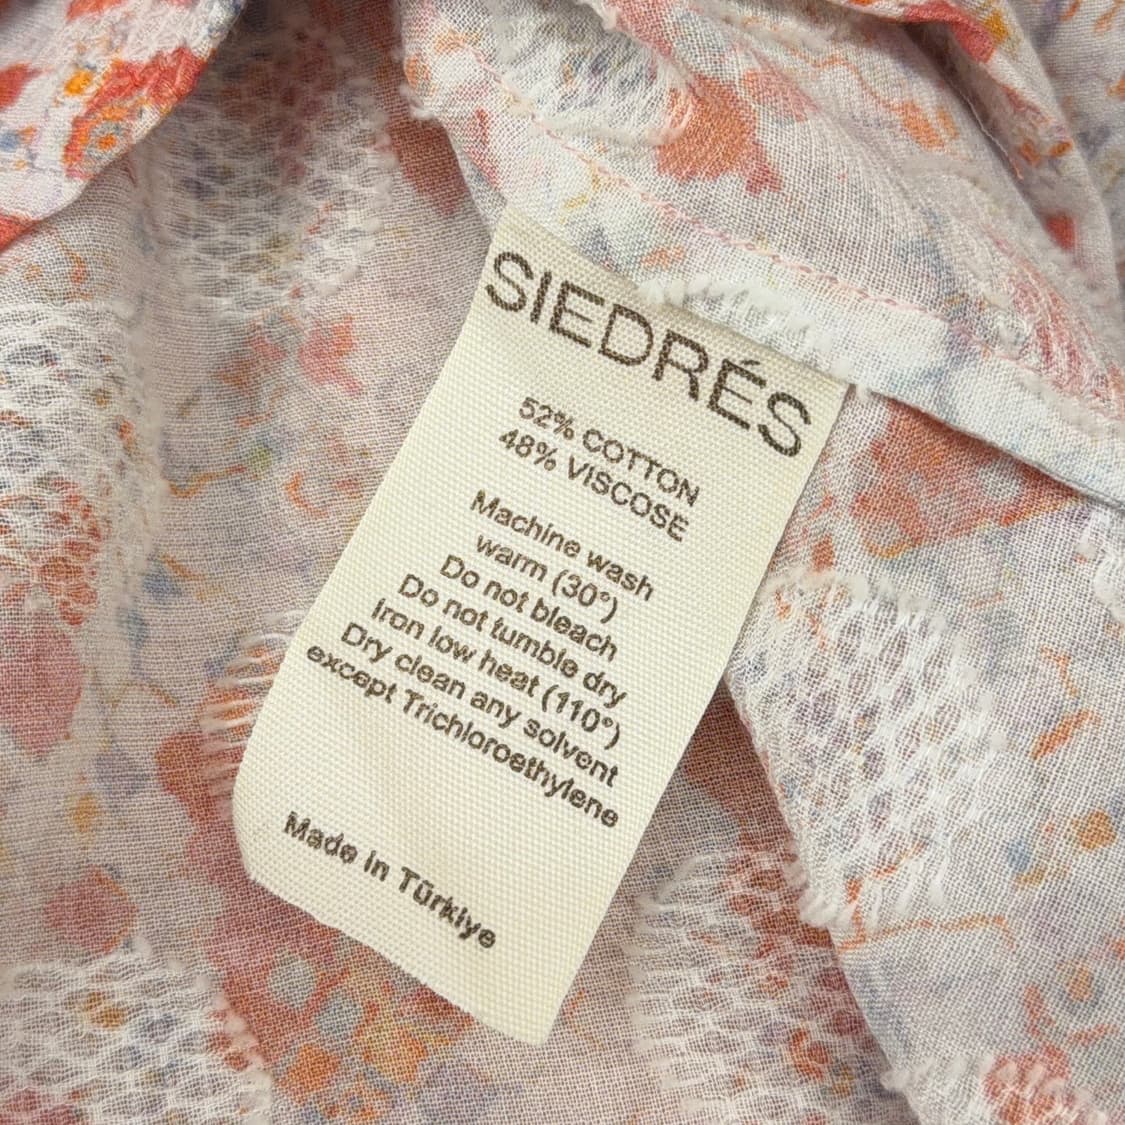 SIEDRÉS
52% COTTON
48% VISCOSE
Machine wash
warm (30°)
Do not bleach
Do not tumble dry
Iron low heat (110°)
Dry clean any solvent
except Trichloroethylene
Made in Türkiye